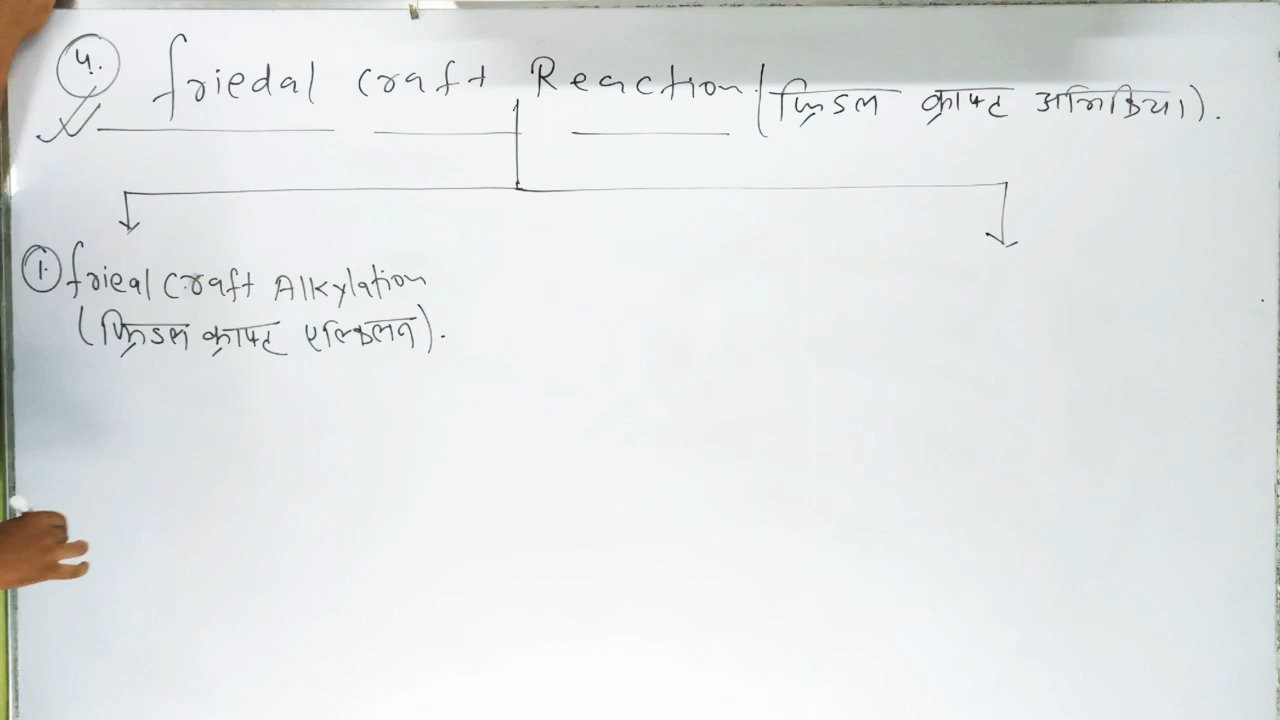 4. friedal craft Reaction (फ्रिडल क्राफ्ट अभिक्रिया).
1. frieal craft Alkylation
(फ्रिडल क्राफ्ट एल्किलन).